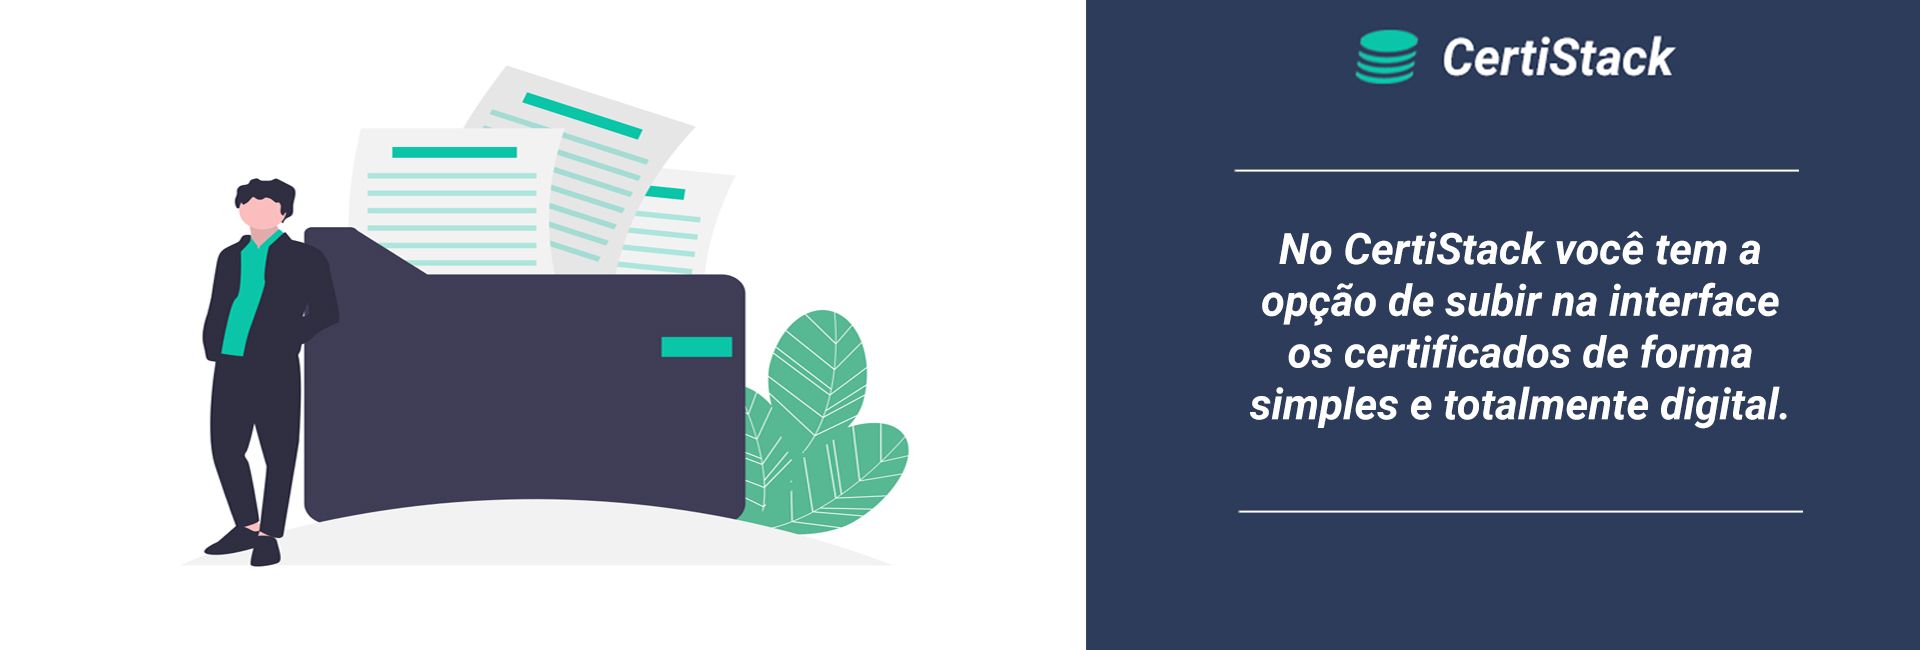 CertiStack
No CertiStack você tem a
opção de subir na interface
os certificados de forma
simples e totalmente digital.